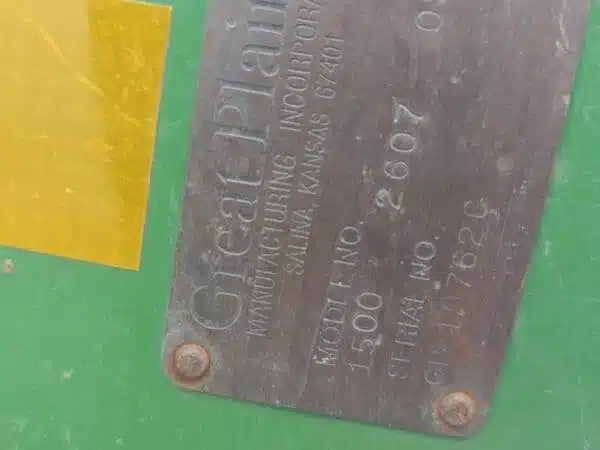 Great Plain
MANUFACTURING INCORPORA
SALINA, KANSAS 67401
MODEL NO.
1500 2607
SERIAL NO.